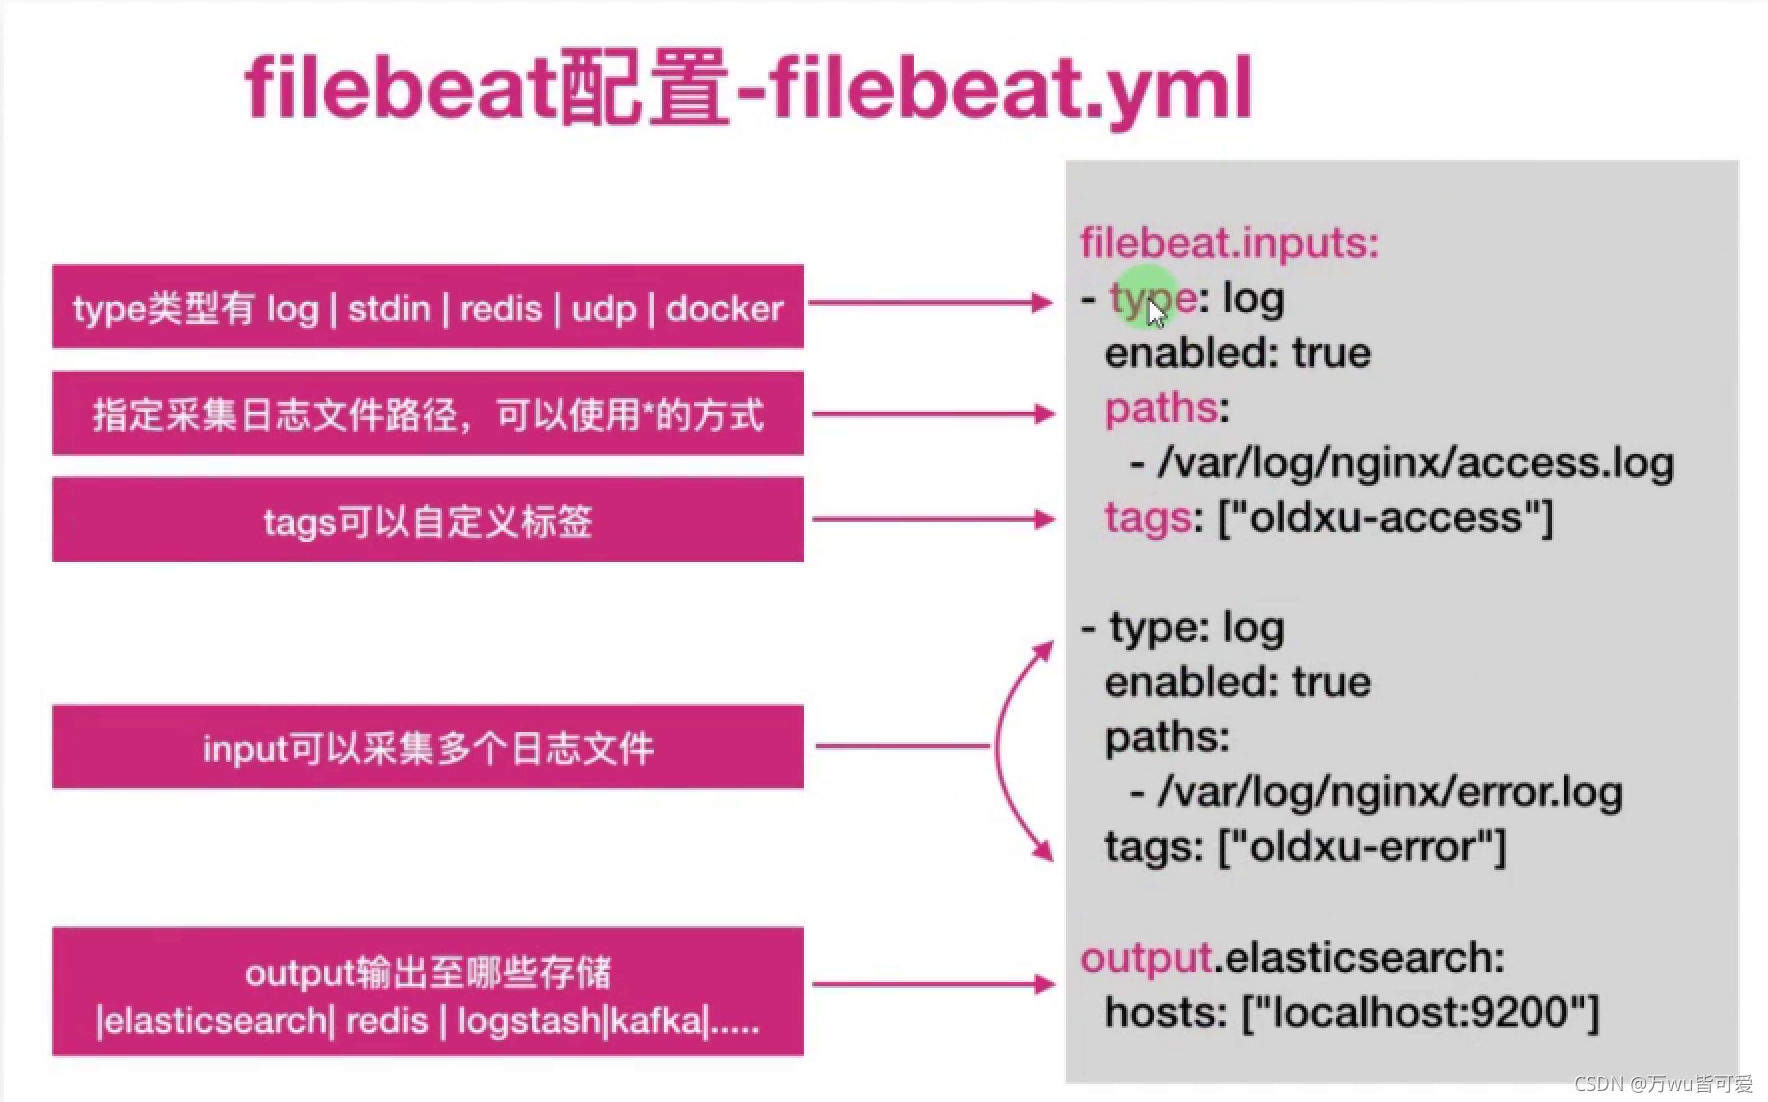 filebeat配置-filebeat.yml
type类型有 log | stdin | redis | udp | docker
指定采集日志文件路径，可以使用*的方式
tags可以自定义标签
input可以采集多个日志文件
output输出至哪些存储
|elasticsearch| redis | logstash|kafka|.....
filebeat.inputs:
- type: log
enabled: true
paths:
- /var/log/nginx/access.log
tags: ["oldxu-access"]
- type: log
enabled: true
paths:
- /var/log/nginx/error.log
tags: ["oldxu-error"]
output.elasticsearch:
hosts: ["localhost:9200"]
CSDN @万wu皆可爱